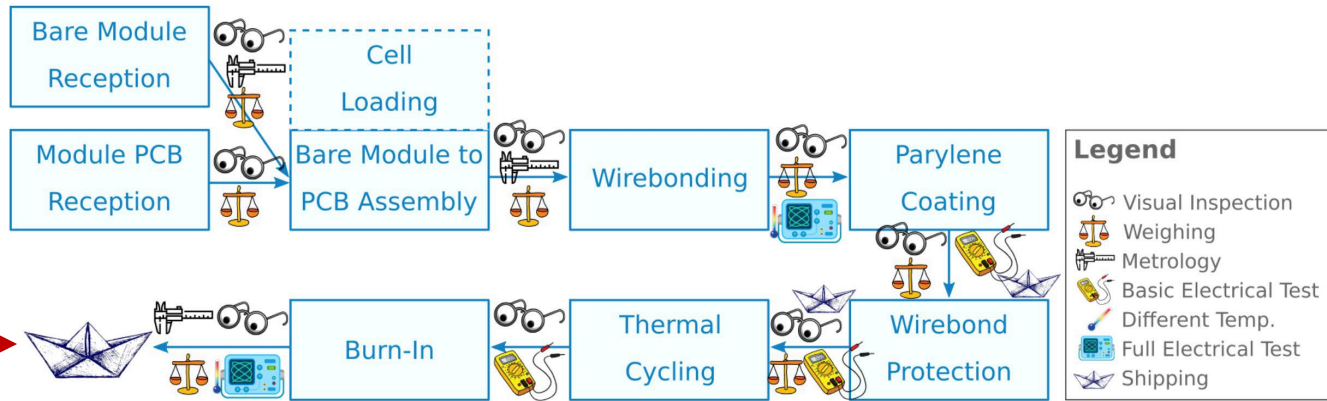 Bare Module
Reception
Cell
Loading
Module PCB
Reception
Bare Module to
PCB Assembly
Wirebonding
Parylene
Coating
Burn-In
Thermal
Cycling
Wirebond
Protection
Legend
Visual Inspection
Weighing
Metrology
Basic Electrical Test
Different Temp.
Full Electrical Test
Shipping